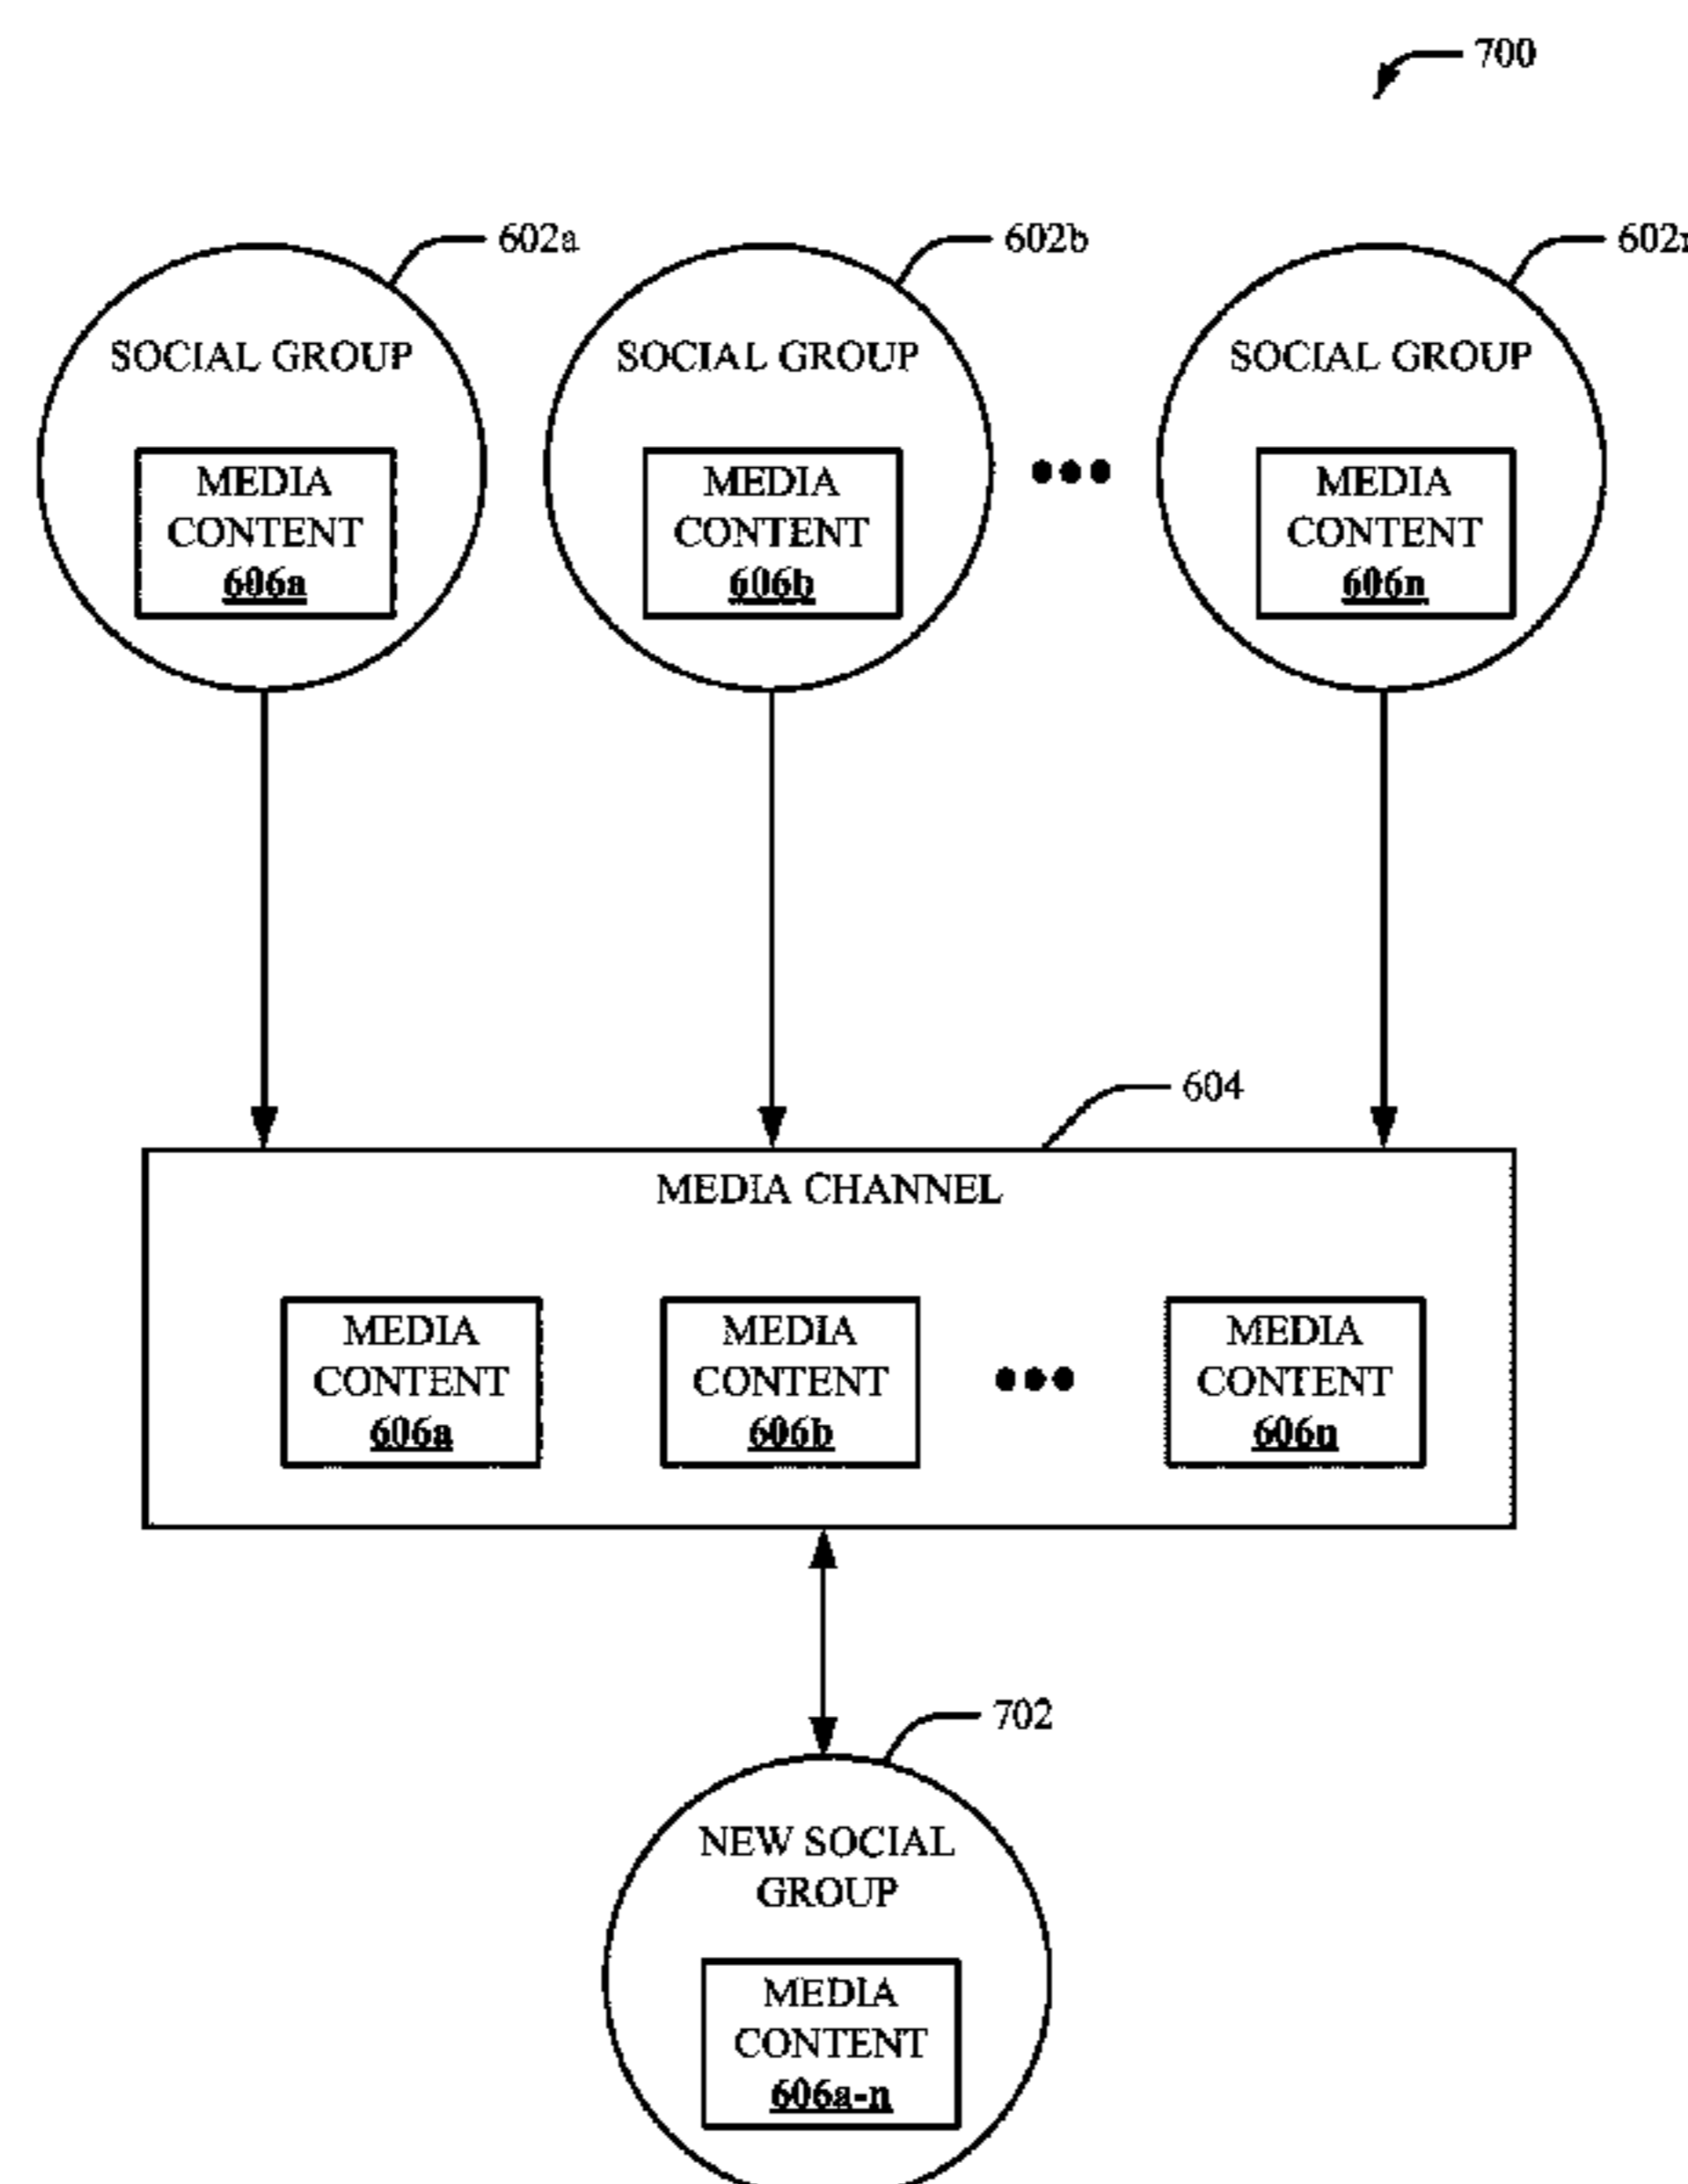 700
602a
602b
SOCIAL GROUP
SOCIAL GROUP
SOCIAL GROUP
MEDIA
CONTENT
606a
MEDIA
CONTENT
606b
MEDIA
CONTENT
606n
604
MEDIA CHANNEL
MEDIA
CONTENT
606a
MEDIA
CONTENT
606b
MEDIA
CONTENT
606n
702
NEW SOCIAL
GROUP
MEDIA
CONTENT
606a-n